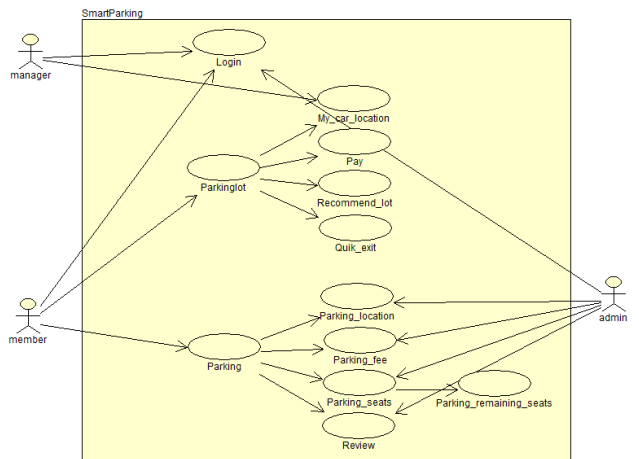 SmartParking
manager
Login
My_car_location
Pay
Parkinglot
Recommend_lot
Quik_exit
Parking_location
admin
member
Parking
Parking_fee
Parking_seats
Parking_remaining_seats
Review